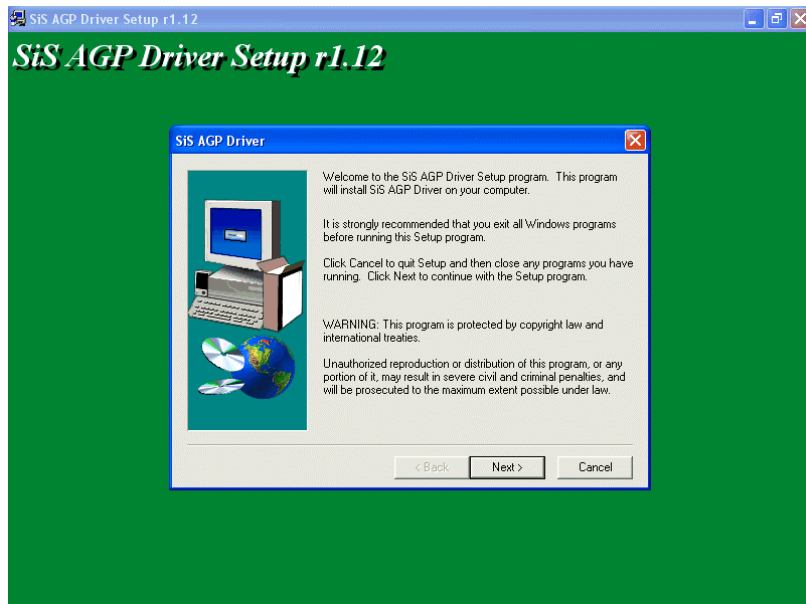 SiS AGP Driver Setup r1.12
SiS AGP Driver Setup r1.12
SiS AGP Driver
Welcome to the SiS AGP Driver Setup program.  This program
will install SiS AGP Driver on your computer.
It is strongly recommended that you exit all Windows programs
before running this Setup program.
Click Cancel to quit Setup and then close any programs you have
running.  Click Next to continue with the Setup program.
WARNING: This program is protected by copyright law and
international treaties.
Unauthorized reproduction or distribution of this program, or any
portion of it, may result in severe civil and criminal penalties, and
will be prosecuted to the maximum extent possible under law.
< Back
Next >
Cancel